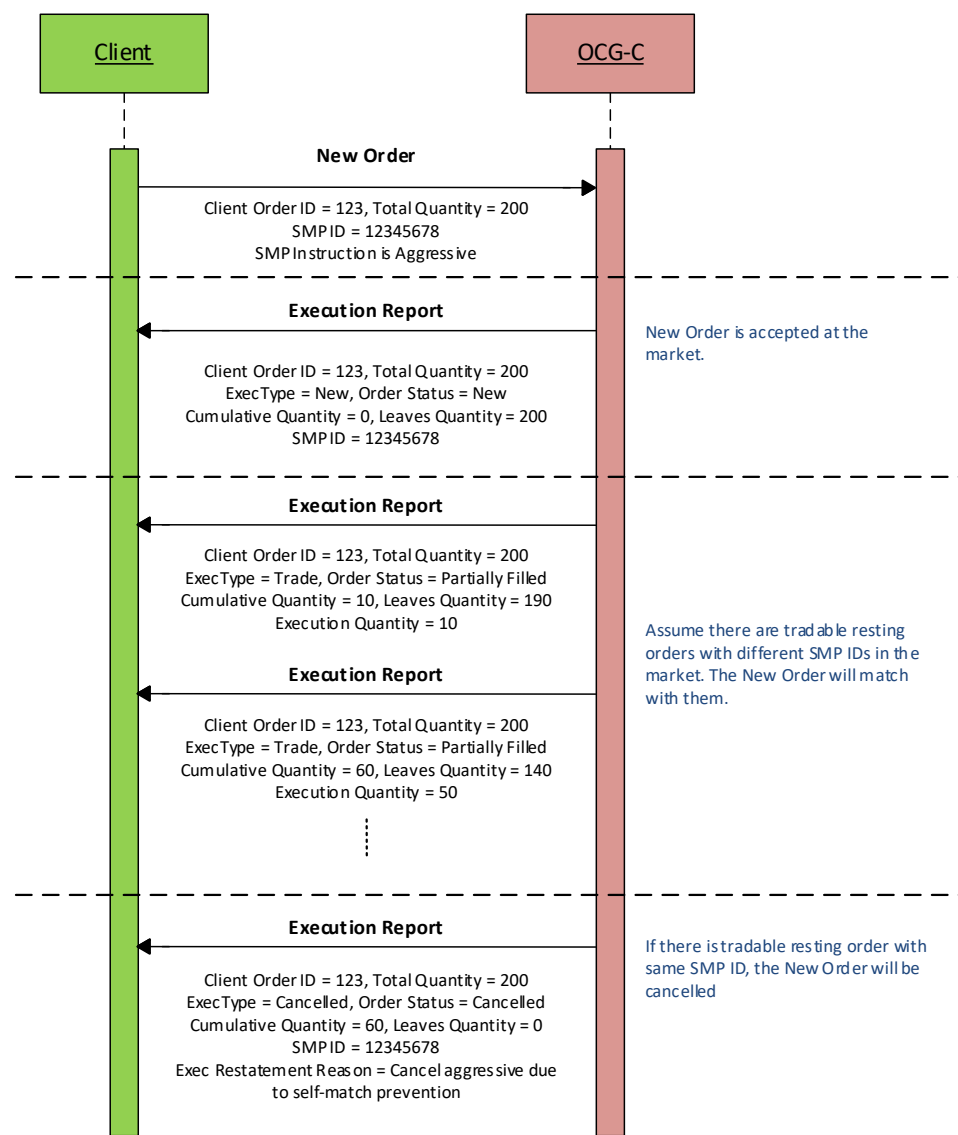 Client
OCG-C
New Order
Client Order ID = 123, Total Quantity = 200
SMP ID = 12345678
SMP Instruction is Aggressive
Execution Report
New Order is accepted at the
market.
Client Order ID = 123, Total Quantity = 200
ExecType = New, Order Status = New
Cumulative Quantity = 0, Leaves Quantity = 200
SMP ID = 12345678
Execution Report
Client Order ID = 123, Total Quantity = 200
ExecType = Trade, Order Status = Partially Filled
Cumulative Quantity = 10, Leaves Quantity = 190
Execution Quantity = 10
Assume there are tradable resting
orders with different SMP IDs in the
market. The New Order will match
with them.
Execution Report
Client Order ID = 123, Total Quantity = 200
ExecType = Trade, Order Status = Partially Filled
Cumulative Quantity = 60, Leaves Quantity = 140
Execution Quantity = 50
Execution Report
If there is tradable resting order with
same SMP ID, the New Order will be
cancelled
Client Order ID = 123, Total Quantity = 200
ExecType = Cancelled, Order Status = Cancelled
Cumulative Quantity = 60, Leaves Quantity = 0
SMP ID = 12345678
Exec Restatement Reason = Cancel aggressive due
to self-match prevention